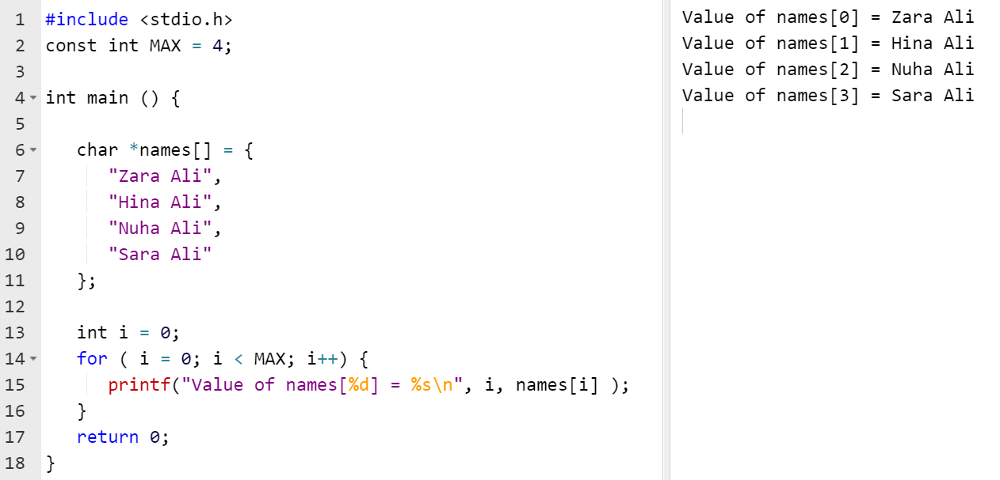 1 #include <stdio.h>
2 const int MAX = 4;
3
4 int main () {
5
6    char *names[] = {
7       "Zara Ali",
8       "Hina Ali",
9       "Nuha Ali",
10       "Sara Ali"
11    };
12
13    int i = 0;
14    for ( i = 0; i < MAX; i++) {
15       printf("Value of names[%d] = %s\n", i, names[i] );
16    }
17    return 0;
18 }
Value of names[0] = Zara Ali
Value of names[1] = Hina Ali
Value of names[2] = Nuha Ali
Value of names[3] = Sara Ali